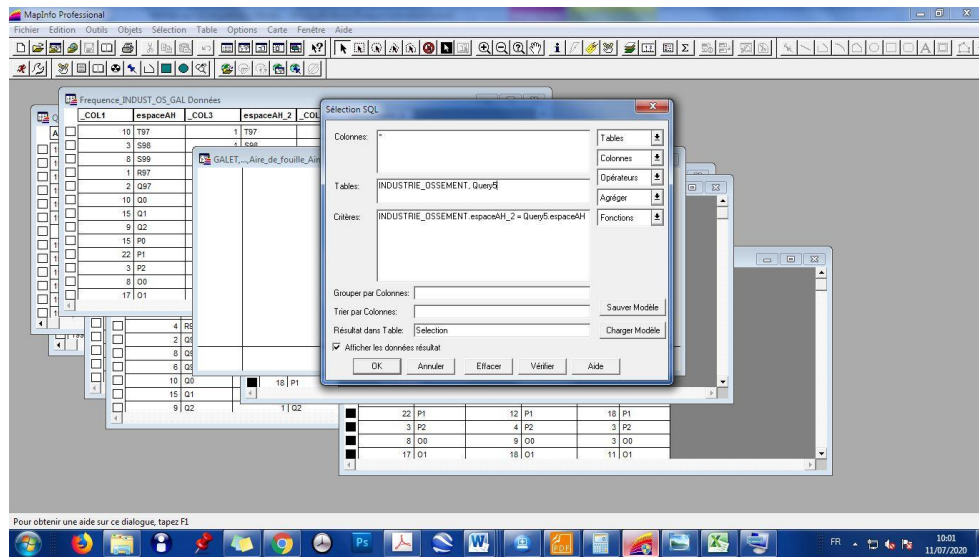 MapInfo Professional
Fichier Edition Outils Objets Sélection Table Options Carte Fenêtre Aide
Frequence_INDUST_OS_GAL Données
_COL1 espaceAH _COL3 espaceAH_2 _COL
10 T97 1 T97
3 S98 1 S98
8 S99
1 R97
2 Q97
10 Q0
15 Q1
9 Q2
15 P0
22 P1
3 P2
8 O0
17 O1
GALET,...,Aire_de_fouille_Ain
4
2
8
6
10 Q0
15 Q1
9 Q2 1 Q2
18 P1
Sélection SQL
Colonnes: *
Tables
Colonnes
Opérateurs
Agréger
Fonctions
Tables: INDUSTRIE_OSSEMENT, Query5
Critères: INDUSTRIE_OSSEMENT.espaceAH_2 = Query5.espaceAH
Grouper par Colonnes:
Trier par Colonnes:
Résultat dans Table: Selection
Afficher les données résultat
Sauver Modèle
Charger Modèle
OK Annuler Effacer Vérifier Aide
22 P1 12 P1 18 P1
3 P2 4 P2 3 P2
8 O0 9 O0 3 O0
17 O1 18 O1 11 O1
Pour obtenir une aide sur ce dialogue, tapez F1
FR
10:01
11/07/2020